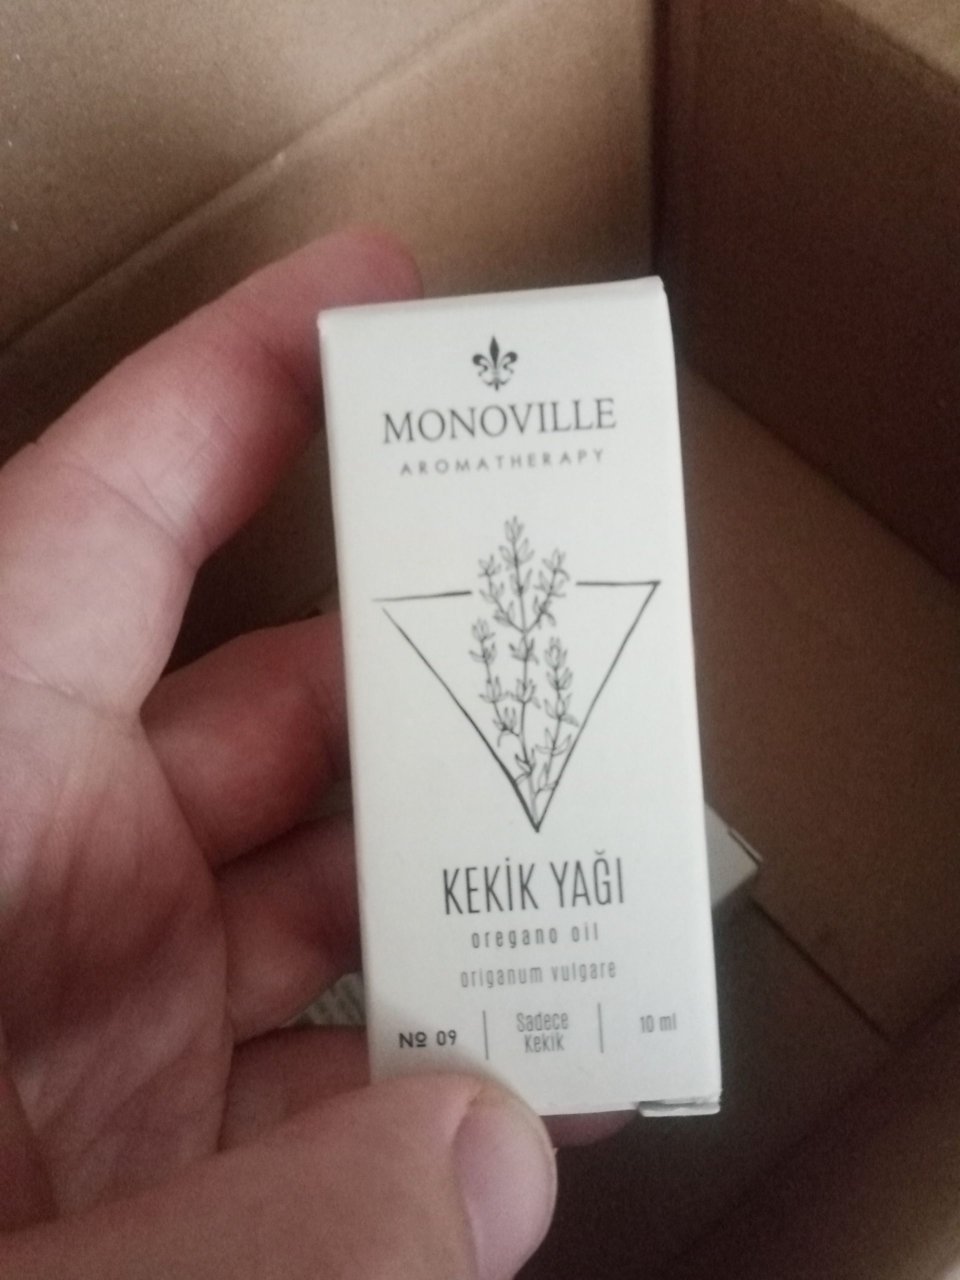 MONOVILLE
AROMATHERAPY
KEKİK YAĞI
oregano oil
origanum vulgare
№ 09
Sadece
Kekik
10 ml